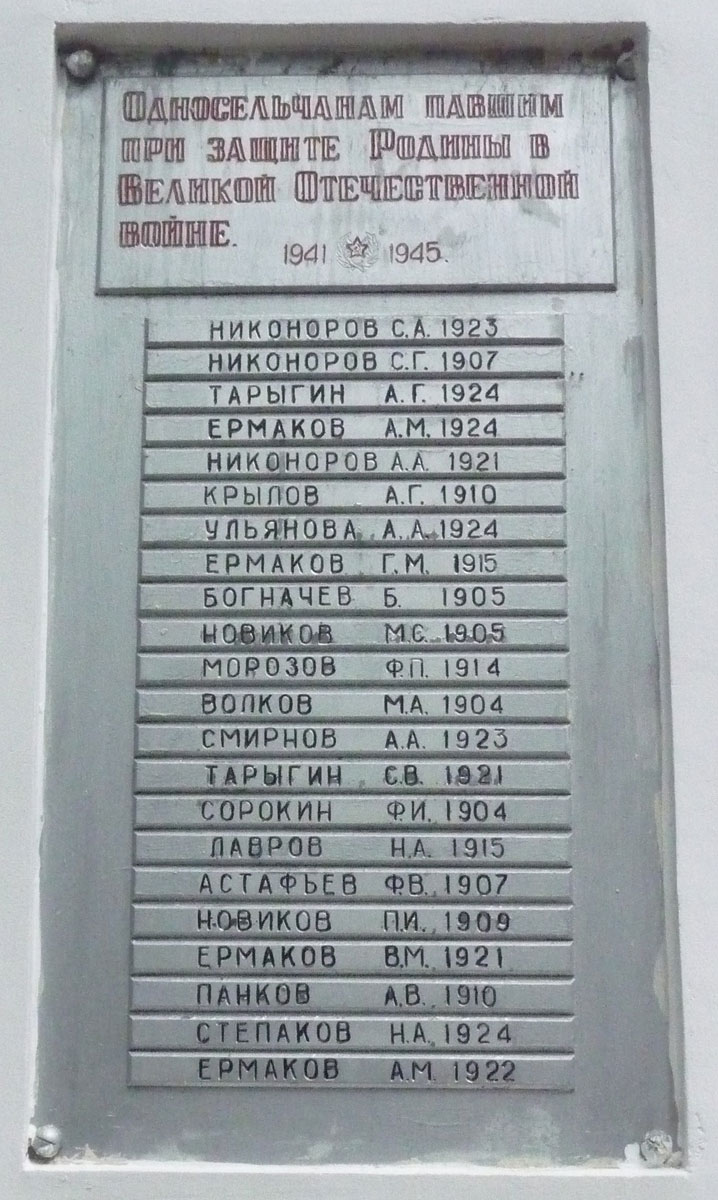 Односельчанам павшим
при защите Родины в
Великой Отечественной
войне.
1941 1945.
НИКОНОРОВ С.А. 1923
НИКОНОРОВ С.Г. 1907
ТАРЫГИН А.Г. 1924
ЕРМАКОВ А.М. 1924
НИКОНОРОВ А.А. 1921
КРЫЛОВ А.Г. 1910
УЛЬЯНОВА А.А. 1924
ЕРМАКОВ Г.М. 1915
БОГНАЧЕВ Б. 1905
НОВИКОВ М.С. 1905
МОРОЗОВ Ф.П. 1914
ВОЛКОВ М.А. 1904
СМИРНОВ А.А. 1923
ТАРЫГИН С.В. 1921
СОРОКИН Ф.И. 1904
ЛАВРОВ Н.А. 1915
АСТАФЬЕВ Ф.В. 1907
НОВИКОВ П.И. 1909
ЕРМАКОВ В.М. 1921
ПАНКОВ А.В. 1910
СТЕПАКОВ Н.А. 1924
ЕРМАКОВ А.М. 1922